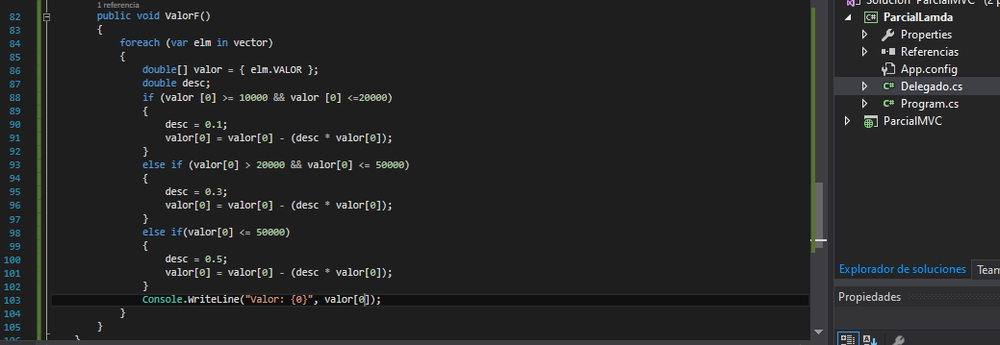 1 referencia
82 public void ValorF()
83 {
84 foreach (var elm in vector)
85 {
86 double[] valor = { elm.VALOR };
87 double desc;
88 if (valor [0] >= 10000 && valor [0] <=20000)
89 {
90 desc = 0.1;
91 valor[0] = valor[0] - (desc * valor[0]);
92 }
93 else if (valor[0] > 20000 && valor[0] <= 50000)
94 {
95 desc = 0.3;
96 valor[0] = valor[0] - (desc * valor[0]);
97 }
98 else if(valor[0] <= 50000)
99 {
100 desc = 0.5;
101 valor[0] = valor[0] - (desc * valor[0]);
102 }
103 Console.WriteLine("Valor: {0}", valor[0]);
104 }
105 }
C# ParcialLamda
Properties
Referencias
App.config
C# Delegado.cs
C# Program.cs
ParcialMVC
Explorador de soluciones Team
Propiedades